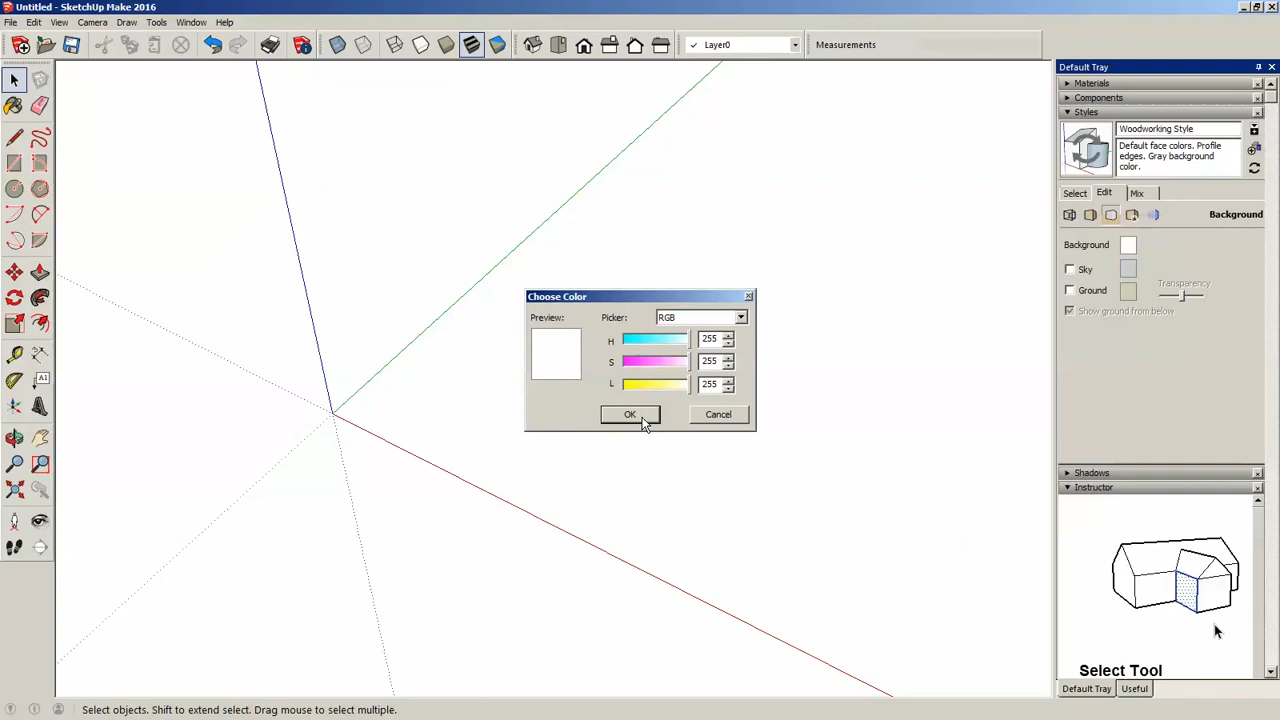 Untitled - SketchUp Make 2016
File Edit View Camera Draw Tools Window Help
✓ Layer0
Measurements
Default Tray
Materials
Components
Styles
Woodworking Style
Default face colors. Profile
edges. Gray background
color.
Select Edit Mix
Background
Background
Sky
Ground
Transparency
Show ground from below
Choose Color
Preview:
Picker: RGB
H 255
S 255
L 255
OK Cancel
A1
Shadows
Instructor
Select Tool
Default Tray Useful
Select objects. Shift to extend select. Drag mouse to select multiple.